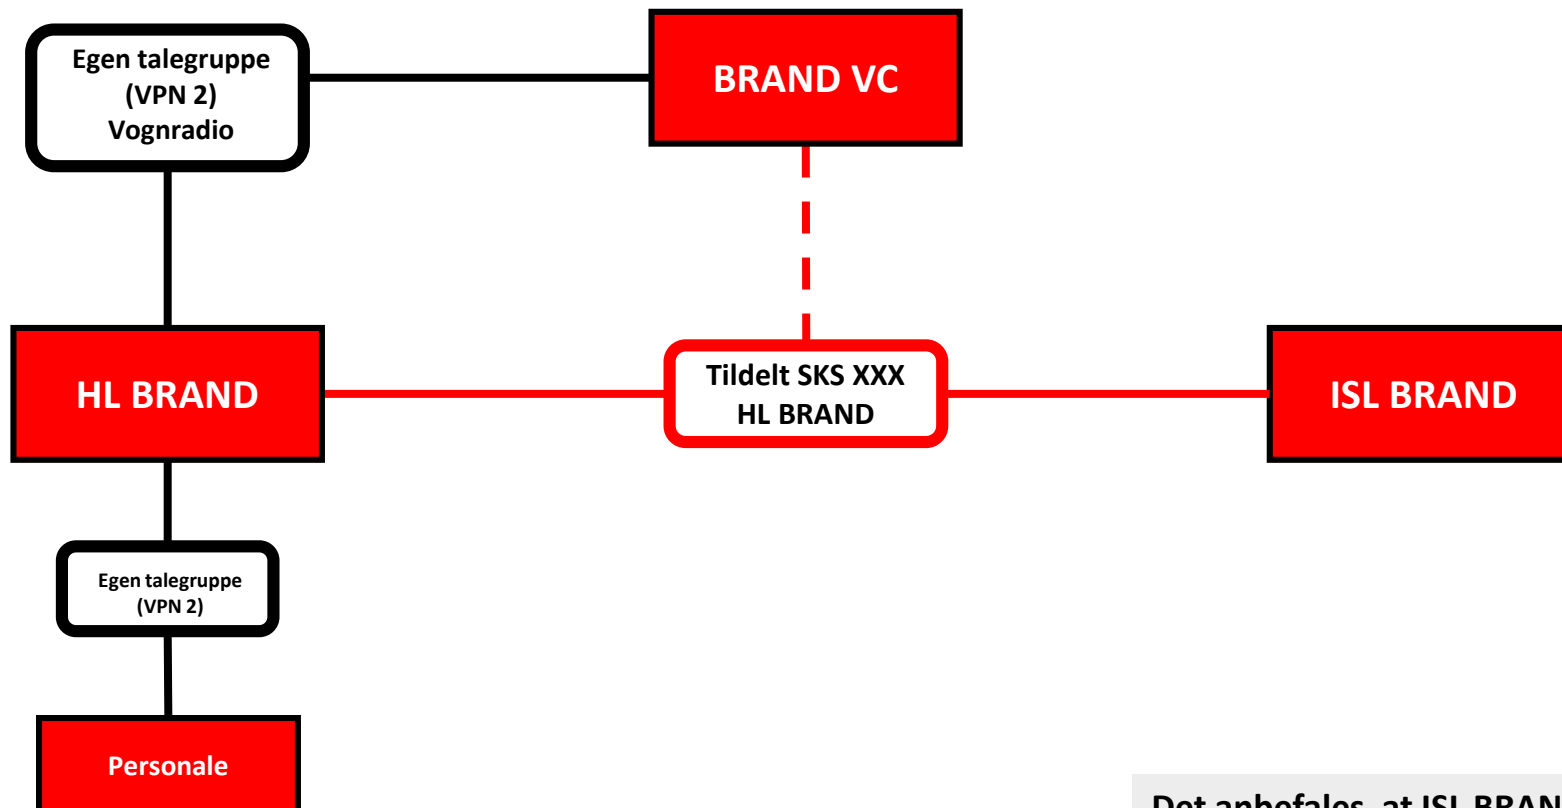 Egen talegruppe
(VPN 2)
Vognradio
BRAND VC
HL BRAND
Tildelt SKS XXX
HL BRAND
ISL BRAND
Egen talegruppe
(VPN 2)
Personale
Det anbefales, at ISL BRAN